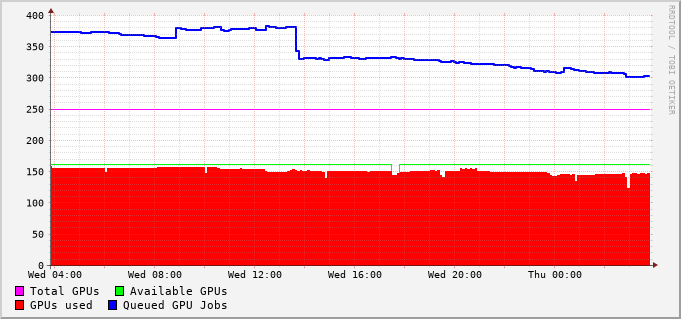 400
350
300
250
200
150
100
50
0
Wed 04:00 Wed 08:00 Wed 12:00 Wed 16:00 Wed 20:00 Thu 00:00
Total GPUs Available GPUs
GPUs used Queued GPU Jobs
RRDTOOL / TOBI OETIKER